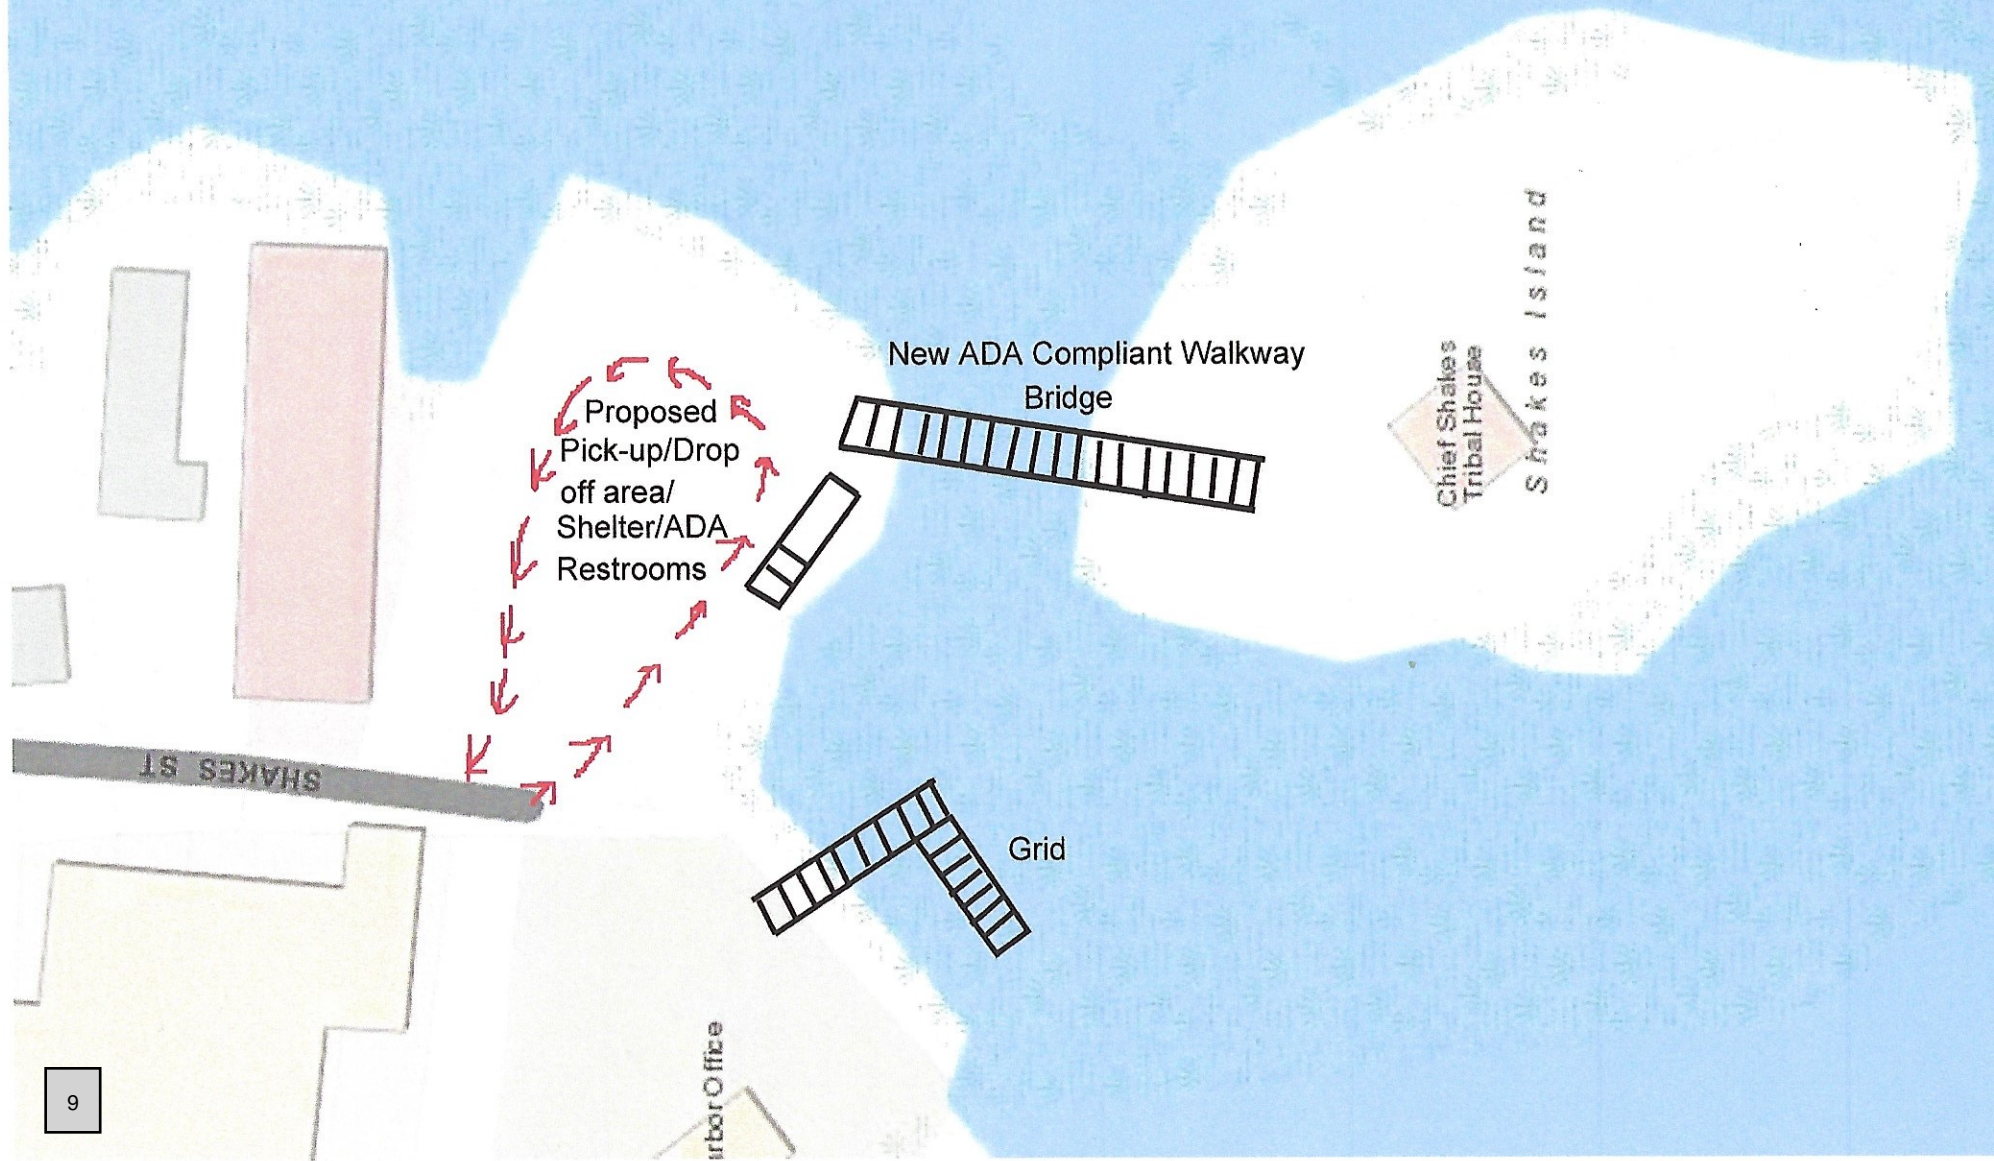 New ADA Compliant Walkway
Bridge
Proposed
Pick-up/Drop
off area/
Shelter/ADA
Restrooms
Chief Shakes
Tribal House
Shakes Island
SHAKES ST
Grid
arbor Office
9